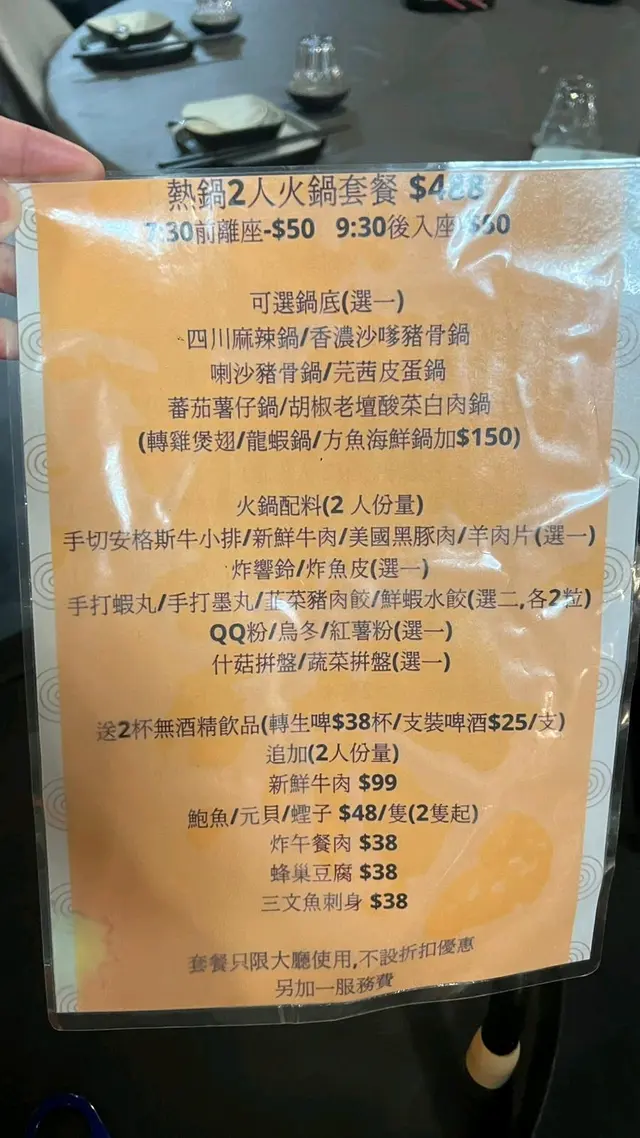 熱鍋2人火鍋套餐 $488
7:30前離座-$50 9:30後入座-$50
可選鍋底(選一)
四川麻辣鍋/香濃沙嗲豬骨鍋
喇沙豬骨鍋/芫茜皮蛋鍋
蕃茄薯仔鍋/胡椒老壇酸菜白肉鍋
(轉雞煲翅/龍蝦鍋/方魚海鮮鍋加$150)
火鍋配料(2 人份量)
手切安格斯牛小排/新鮮牛肉/美國黑豚肉/羊肉片(選一)
炸響鈴/炸魚皮(選一)
手打蝦丸/手打墨丸/韮菜豬肉餃/鮮蝦水餃(選二,各2粒)
QQ粉/烏冬/紅薯粉(選一)
什菇拼盤/蔬菜拼盤(選一)
送2杯無酒精飲品(轉生啤$38杯/支裝啤酒$25/支)
追加(2人份量)
新鮮牛肉 $99
鮑魚/元貝/蟶子 $48/隻(2隻起)
炸午餐肉 $38
蜂巢豆腐 $38
三文魚刺身 $38
套餐只限大廳使用,不設折扣優惠
另加一服務費